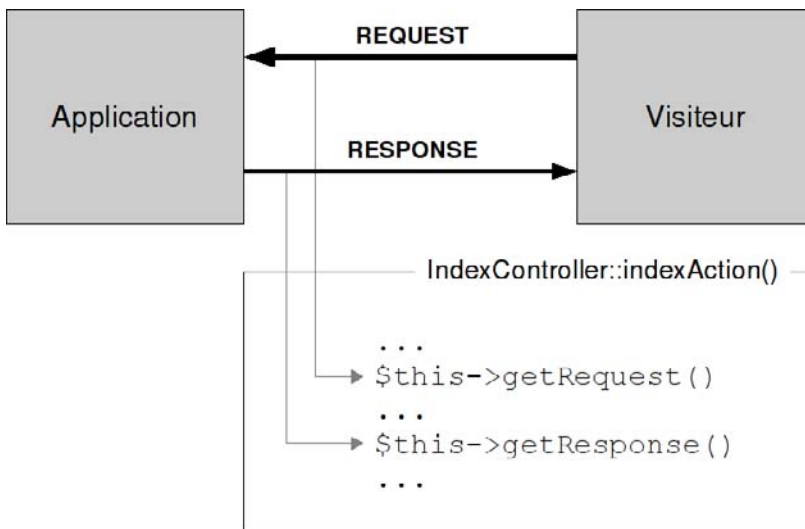 REQUEST
Application
Visiteur
RESPONSE
IndexController::indexAction()
...
$this->getRequest()
...
$this->getResponse()
...